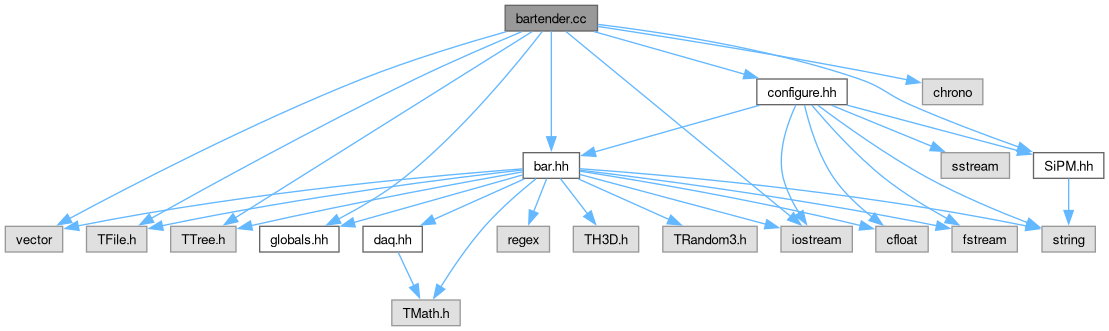 bartender.cc
configure.hh
chrono
bar.hh
sstream
SiPM.hh
vector
TFile.h
TTree.h
globals.hh
daq.hh
regex
TH3D.h
TRandom3.h
iostream
cfloat
fstream
string
TMath.h